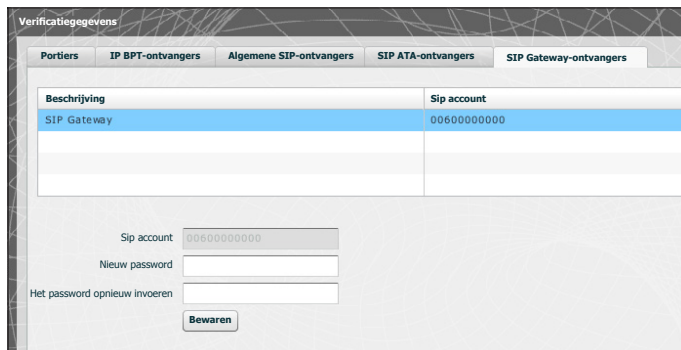 Verificatiegegevens
Portiers IP BPT-ontvangers Algemene SIP-ontvangers SIP ATA-ontvangers SIP Gateway-ontvangers
Beschrijving Sip account
SIP Gateway 00600000000
Sip account 00600000000
Nieuw password
Het password opnieuw invoeren
Bewaren